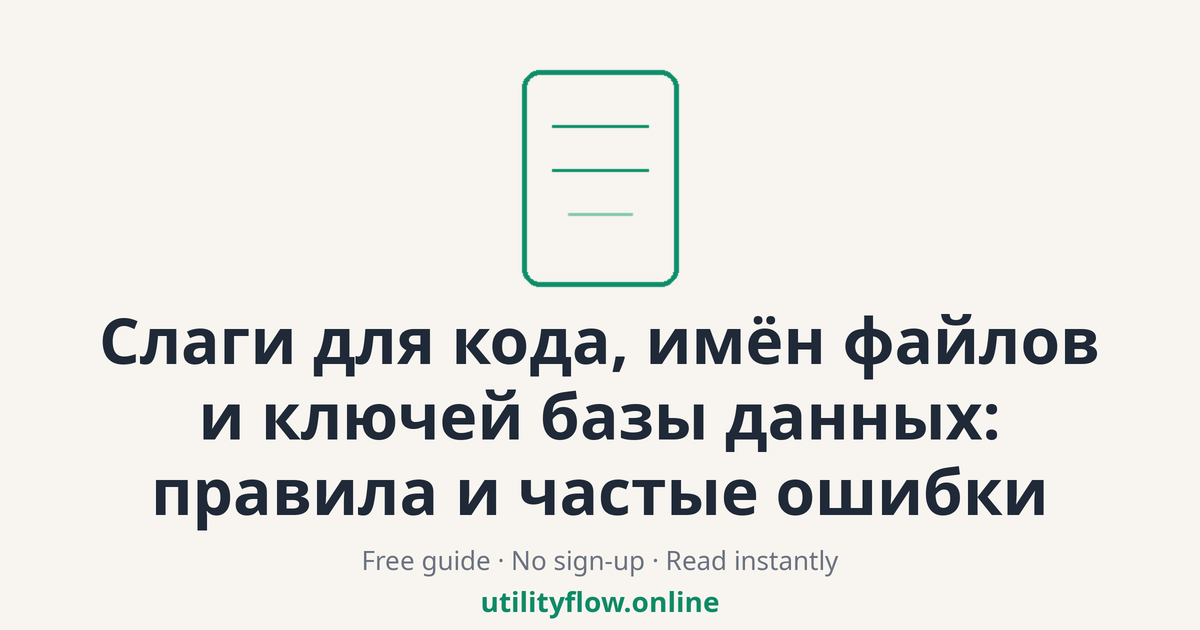 Слаги для кода, имён файлов
и ключей базы данных:
правила и частые ошибки
Free guide · No sign-up · Read instantly
utilityflow.online